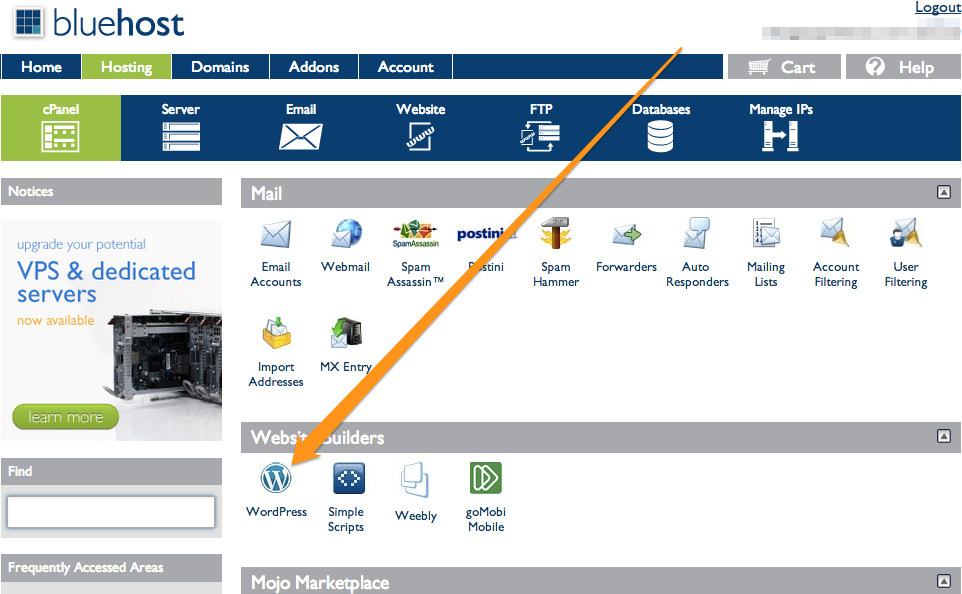 bluehost
Logout
Home Hosting Domains Addons Account Cart Help
cPanel Server Email Website FTP Databases Manage IPs
Notices
upgrade your potential
VPS & dedicated
servers
now available
learn more
Find
Frequently Accessed Areas
Mail
Email
Accounts
Webmail
SpamAssassin
Spam
Assassin™
postini
Postini
Spam
Hammer
Forwarders
Auto
Responders
Mailing
Lists
Account
Filtering
User
Filtering
Import
Addresses
MX Entry
Website Builders
WordPress
Simple
Scripts
Weebly
goMobi
Mobile
Mojo Marketplace